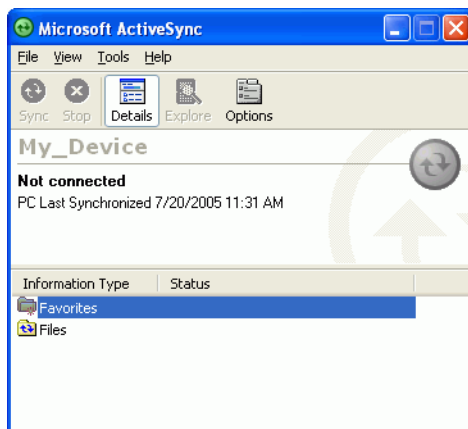 Microsoft ActiveSync
File View Tools Help
Sync Stop Details Explore Options
My_Device
Not connected
PC Last Synchronized 7/20/2005 11:31 AM
Information Type Status
Favorites
Files